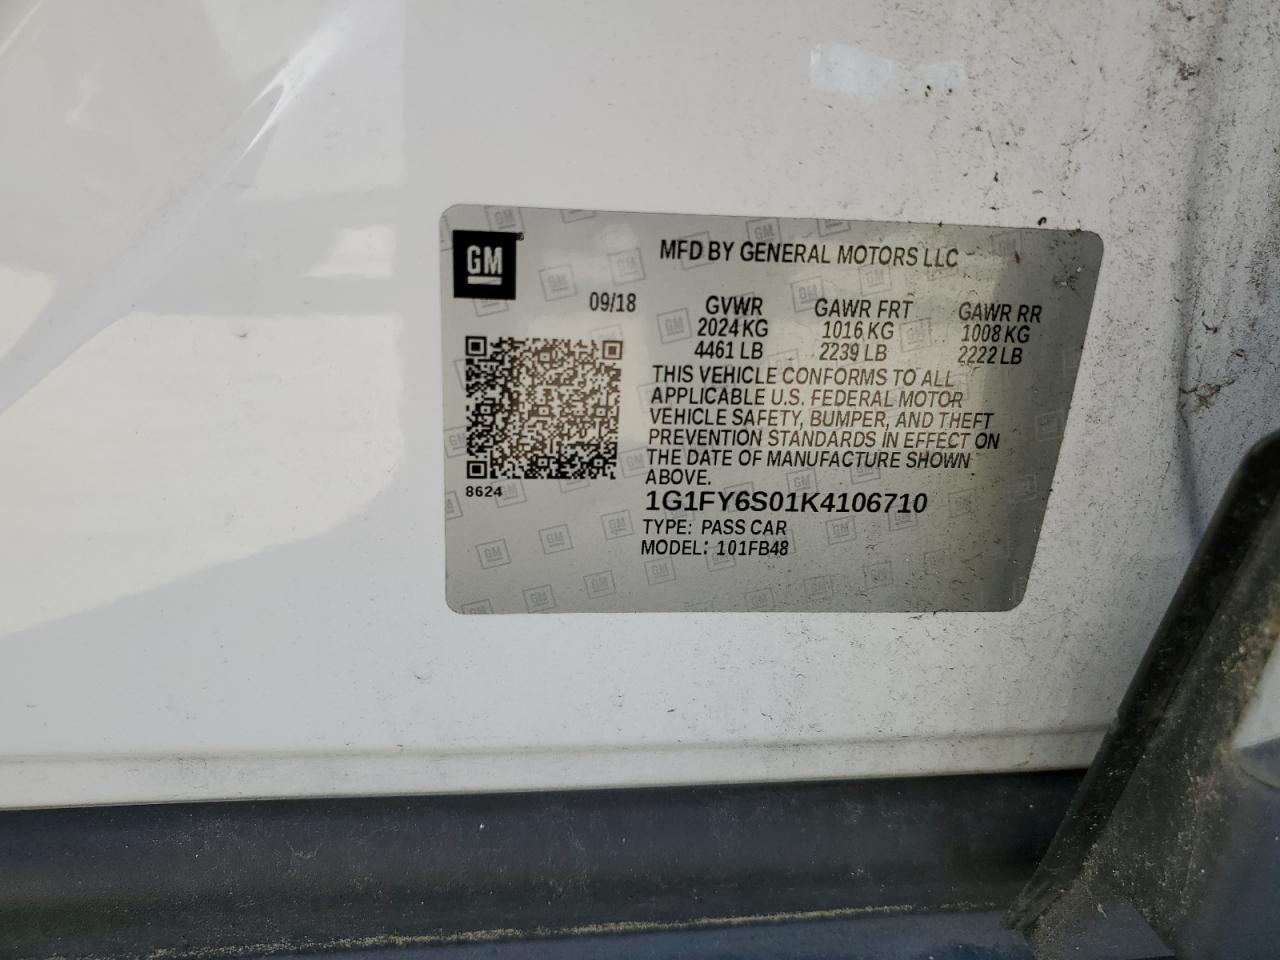 GM
MFD BY GENERAL MOTORS LLC
09/18 GVWR GAWR FRT GAWR RR
2024 KG 1016 KG 1008 KG
4461 LB 2239 LB 2222 LB
THIS VEHICLE CONFORMS TO ALL
APPLICABLE U.S. FEDERAL MOTOR
VEHICLE SAFETY, BUMPER, AND THEFT
PREVENTION STANDARDS IN EFFECT ON
THE DATE OF MANUFACTURE SHOWN
ABOVE.
8624
1G1FY6S01K4106710
TYPE: PASS CAR
MODEL: 101FB48